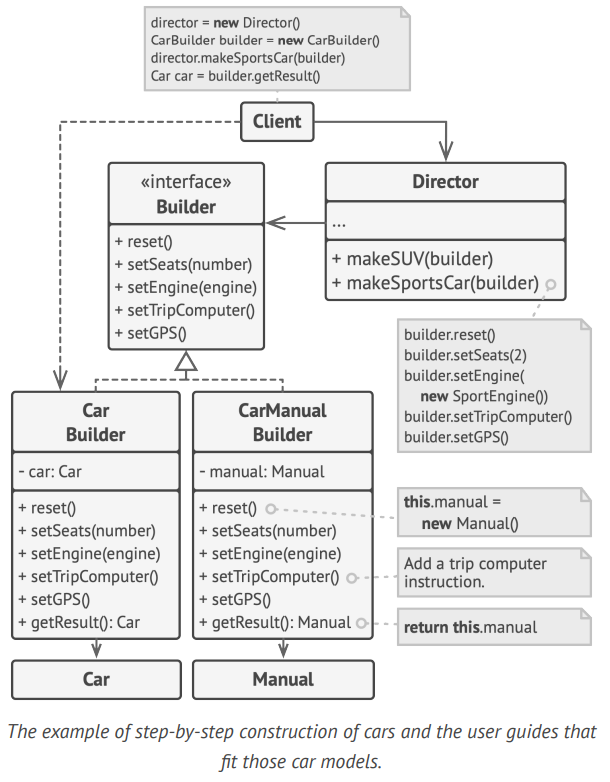 director = new Director()
CarBuilder builder = new CarBuilder()
director.makeSportsCar(builder)
Car car = builder.getResult()
Client
«interface»
Builder
+ reset()
+ setSeats(number)
+ setEngine(engine)
+ setTripComputer()
+ setGPS()
Director
...
+ makeSUV(builder)
+ makeSportsCar(builder)
builder.reset()
builder.setSeats(2)
builder.setEngine(
new SportEngine())
builder.setTripComputer()
builder.setGPS()
Car
Builder
- car: Car
+ reset()
+ setSeats(number)
+ setEngine(engine)
+ setTripComputer()
+ setGPS()
+ getResult(): Car
CarManual
Builder
- manual: Manual
+ reset()
+ setSeats(number)
+ setEngine(engine)
+ setTripComputer()
+ setGPS()
+ getResult(): Manual
this.manual =
new Manual()
Add a trip computer
instruction.
return this.manual
Car
Manual
The example of step-by-step construction of cars and the user guides that
fit those car models.